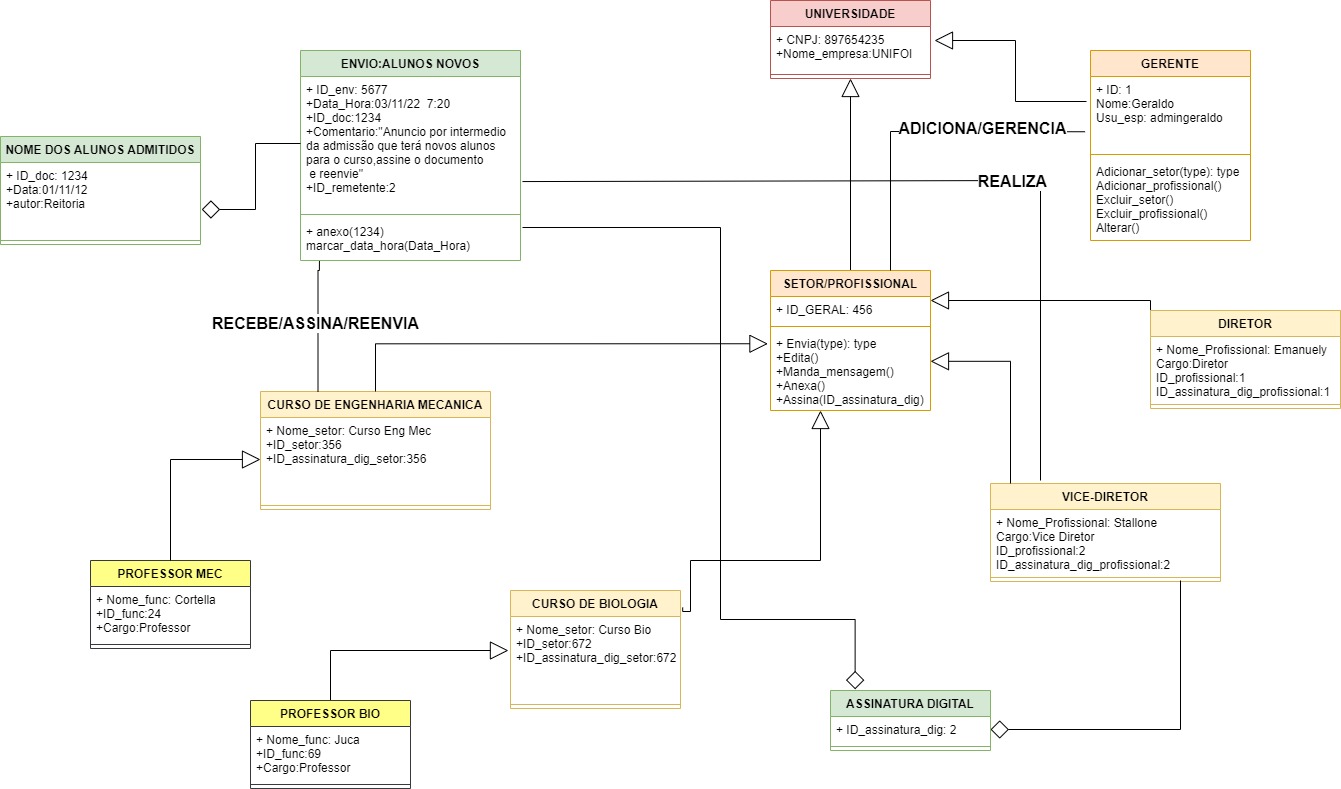 UNIVERSIDADE
+ CNPJ: 897654235
+Nome_empresa:UNIFOI
ENVIO:ALUNOS NOVOS
+ ID_env: 5677
+Data_Hora:03/11/22  7:20
+ID_doc:1234
+Comentario:"Anuncio por intermedio
da admissão que terá novos alunos
para o curso,assine o documento
e reenvie"
+ID_remetente:2
+ anexo(1234)
marcar_data_hora(Data_Hora)
GERENTE
+ ID: 1
Nome:Geraldo
Usu_esp: admingeraldo
Adicionar_setor(type): type
Adicionar_profissional()
Excluir_setor()
Excluir_profissional()
Alterar()
ADICIONA/GERENCIA
NOME DOS ALUNOS ADMITIDOS
+ ID_doc: 1234
+Data:01/11/12
+autor:Reitoria
REALIZA
SETOR/PROFISSIONAL
+ ID_GERAL: 456
+ Envia(type): type
+Edita()
+Manda_mensagem()
+Anexa()
+Assina(ID_assinatura_dig)
RECEBE/ASSINA/REENVIA
DIRETOR
+ Nome_Profissional: Emanuely
Cargo:Diretor
ID_profissional:1
ID_assinatura_dig_profissional:1
CURSO DE ENGENHARIA MECANICA
+ Nome_setor: Curso Eng Mec
+ID_setor:356
+ID_assinatura_dig_setor:356
VICE-DIRETOR
+ Nome_Profissional: Stallone
Cargo:Vice Diretor
ID_profissional:2
ID_assinatura_dig_profissional:2
PROFESSOR MEC
+ Nome_func: Cortella
+ID_func:24
+Cargo:Professor
CURSO DE BIOLOGIA
+ Nome_setor: Curso Bio
+ID_setor:672
+ID_assinatura_dig_setor:672
PROFESSOR BIO
+ Nome_func: Juca
+ID_func:69
+Cargo:Professor
ASSINATURA DIGITAL
+ ID_assinatura_dig: 2